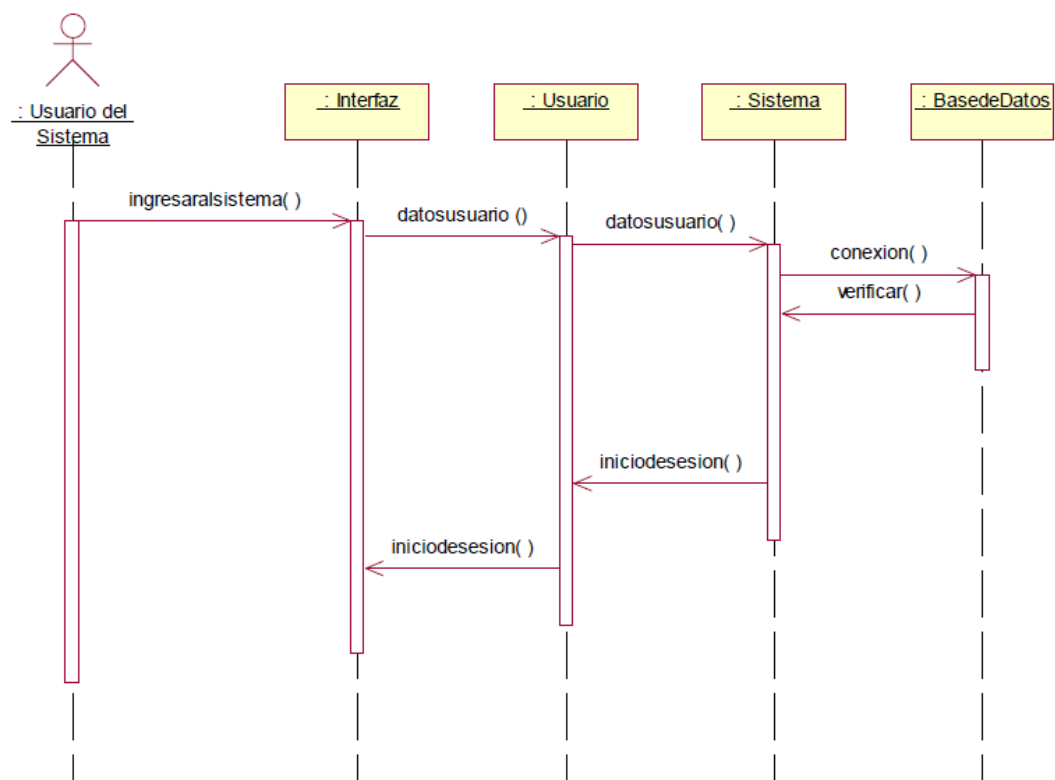 : Usuario del
Sistema
: Interfaz
: Usuario
: Sistema
: BasedeDatos
ingresaralsistema( )
datosusuario ()
datosusuario( )
conexion( )
verificar( )
iniciodesesion( )
iniciodesesion( )